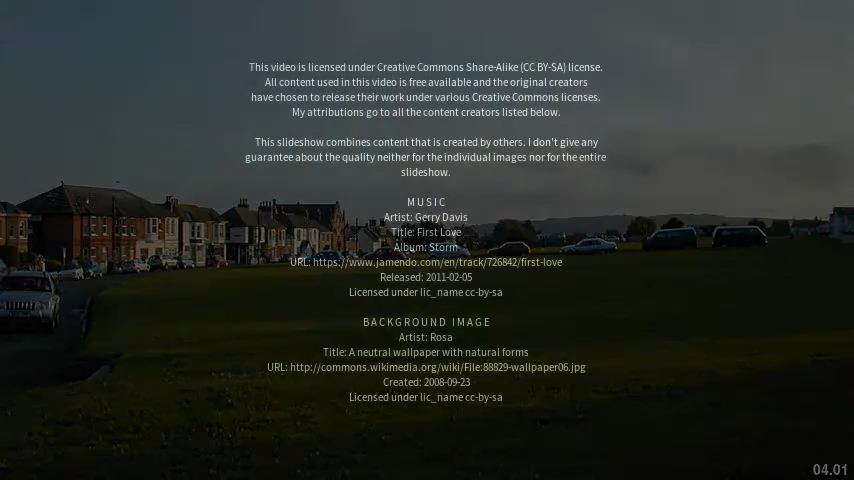 This video is licensed under Creative Commons Share-Alike (CC BY-SA) license.
All content used in this video is free available and the original creators
have chosen to release their work under various Creative Commons licenses.
My attributions go to all the content creators listed below.
This slideshow combines content that is created by others. I don't give any
guarantee about the quality neither for the individual images nor for the entire
slideshow.
MUSIC
Artist: Gerry Davis
Title: First Love
Album: Storm
URL: https://www.jamendo.com/en/track/726842/first-love
Released: 2011-02-05
Licensed under lic_name cc-by-sa
BACKGROUND IMAGE
Artist: Rosa
Title: A neutral wallpaper with natural forms
URL: http://commons.wikimedia.org/wiki/File:88829-wallpaper06.jpg
Created: 2008-09-23
Licensed under lic_name cc-by-sa
04.01